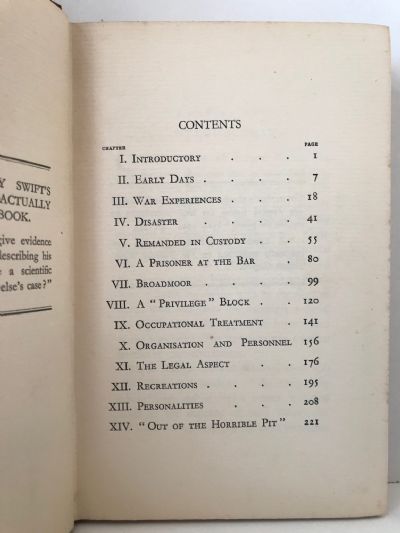 Y SWIFT'S
ACTUALLY
BOOK.
give evidence
describing his
e a scientific
else's case?"
CONTENTS
CHAPTER PAGE
I. Introductory . . . 1
II. Early Days . . . 7
III. War Experiences . . . 18
IV. Disaster . . . 41
V. Remanded in Custody . . 55
VI. A Prisoner at the Bar . . 80
VII. Broadmoor . . . 99
VIII. A "Privilege" Block . . 120
IX. Occupational Treatment . 141
X. Organisation and Personnel 156
XI. The Legal Aspect . . 176
XII. Recreations . . . . 195
XIII. Personalities . . . 208
XIV. "Out of the Horrible Pit" . 221